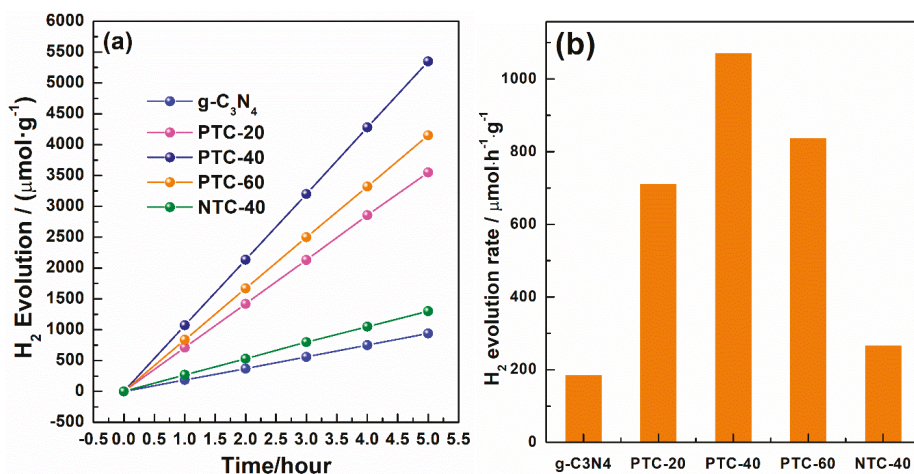 (a)
H₂ Evolution / (μmol·g⁻¹)
6000
5500
5000
4500
4000
3500
3000
2500
2000
1500
1000
500
0
-500
g-C₃N₄
PTC-20
PTC-40
PTC-60
NTC-40
-0.5 0.0 0.5 1.0 1.5 2.0 2.5 3.0 3.5 4.0 4.5 5.0 5.5
Time/hour
(b)
H₂ evolution rate / μmol·h⁻¹·g⁻¹
1000
800
600
400
200
0
g-C3N4 PTC-20 PTC-40 PTC-60 NTC-40